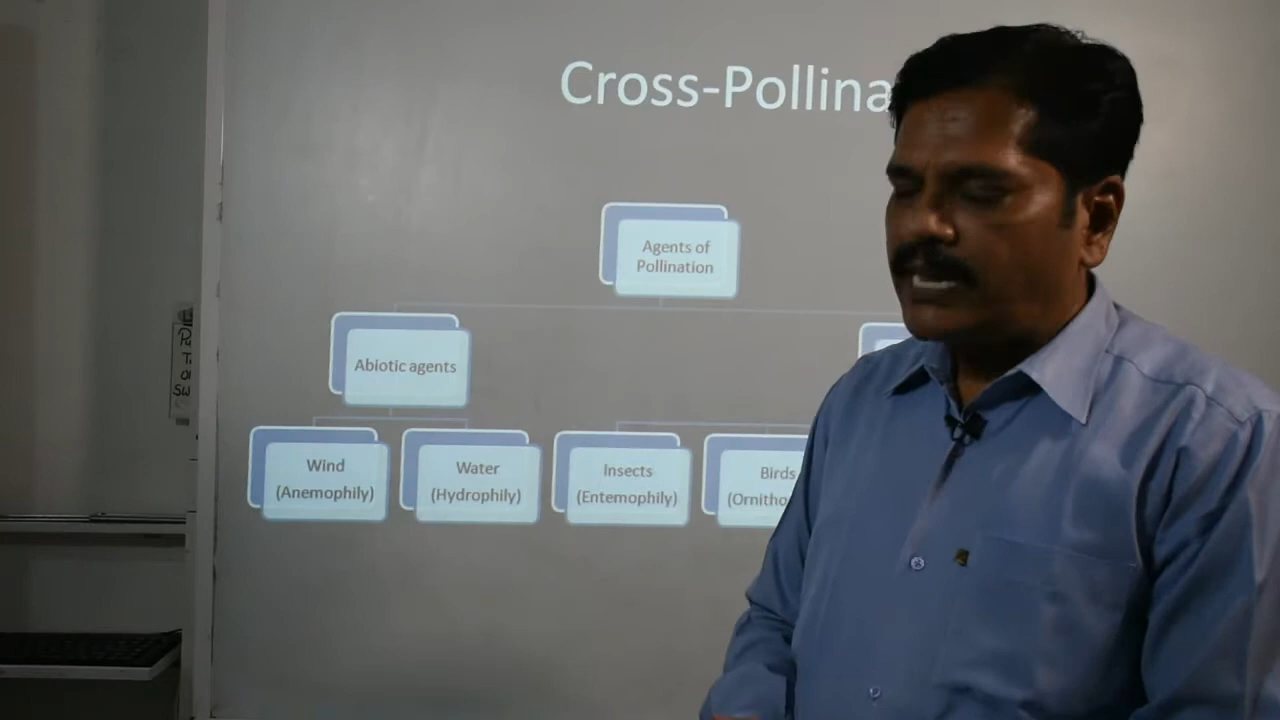 Cross-Pollina
Agents of
Pollination
Abiotic agents
Wind
(Anemophily)
Water
(Hydrophily)
Insects
(Entemophily)
Birds
(Ornitho